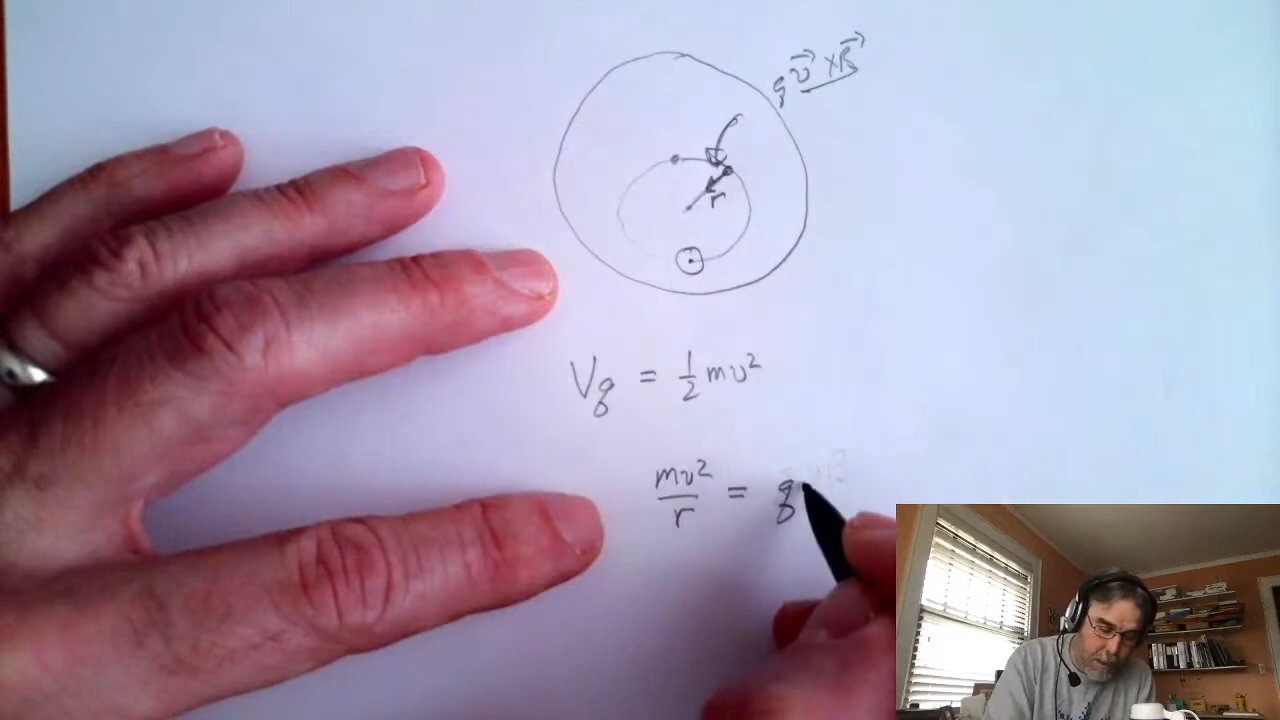 q v⃗ × B⃗
r
Vq = ½mv²
mv²/r = q